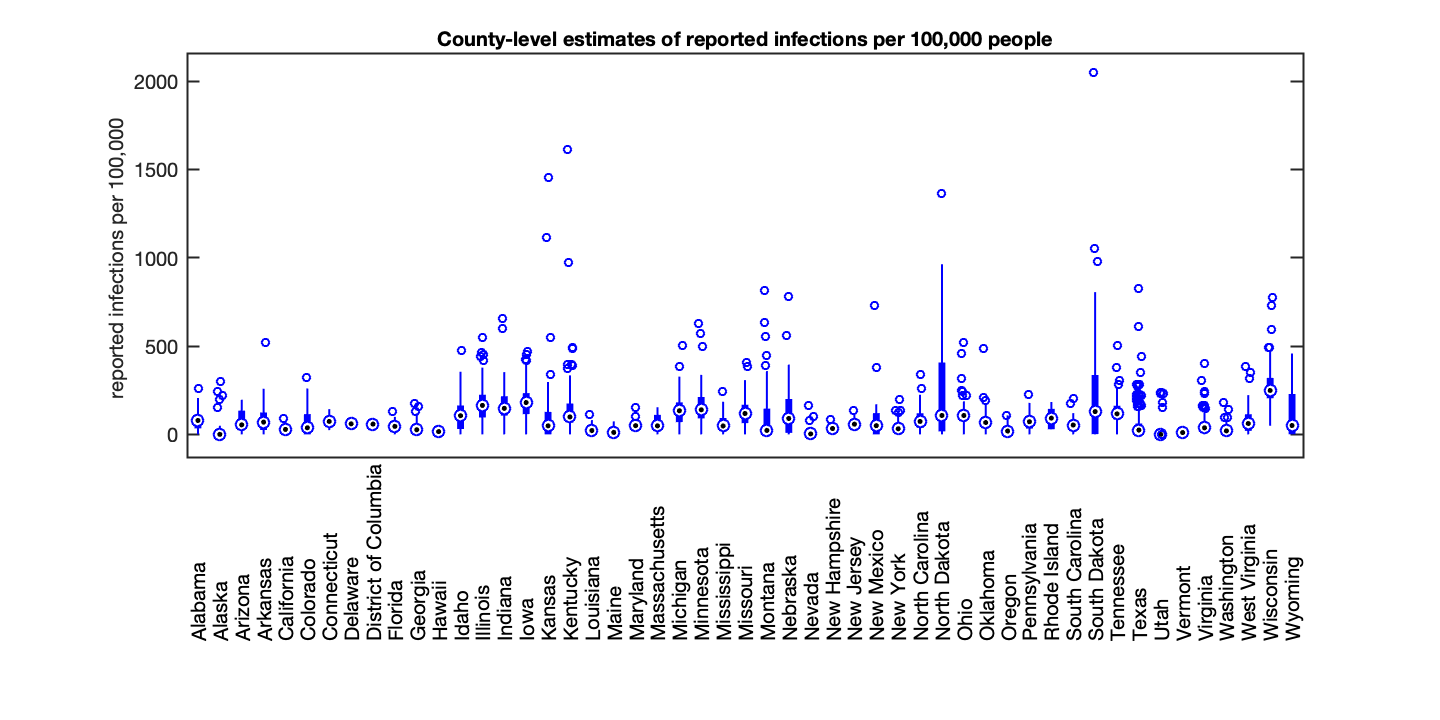 County-level estimates of reported infections per 100,000 people
reported infections per 100,000
2000
1500
1000
500
0
Alabama
Alaska
Arizona
Arkansas
California
Colorado
Connecticut
Delaware
District of Columbia
Florida
Georgia
Hawaii
Idaho
Illinois
Indiana
Iowa
Kansas
Kentucky
Louisiana
Maine
Maryland
Massachusetts
Michigan
Minnesota
Mississippi
Missouri
Montana
Nebraska
Nevada
New Hampshire
New Jersey
New Mexico
New York
North Carolina
North Dakota
Ohio
Oklahoma
Oregon
Pennsylvania
Rhode Island
South Carolina
South Dakota
Tennessee
Texas
Utah
Vermont
Virginia
Washington
West Virginia
Wisconsin
Wyoming